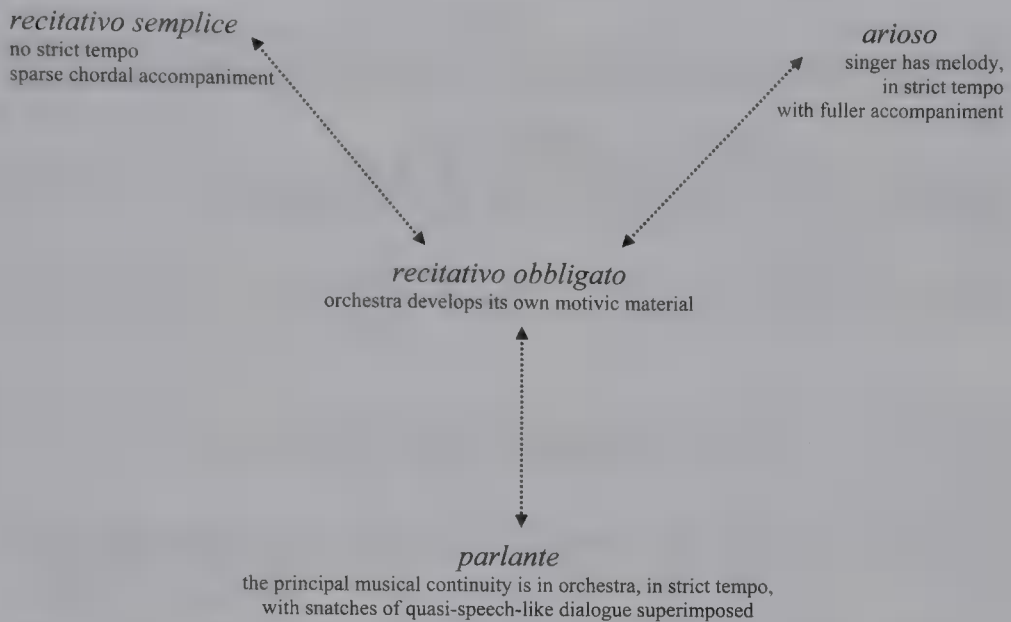 recitativo semplice
no strict tempo
sparse chordal accompaniment
arioso
singer has melody,
in strict tempo
with fuller accompaniment
recitativo obbligato
orchestra develops its own motivic material
parlante
the principal musical continuity is in orchestra, in strict tempo,
with snatches of quasi-speech-like dialogue superimposed